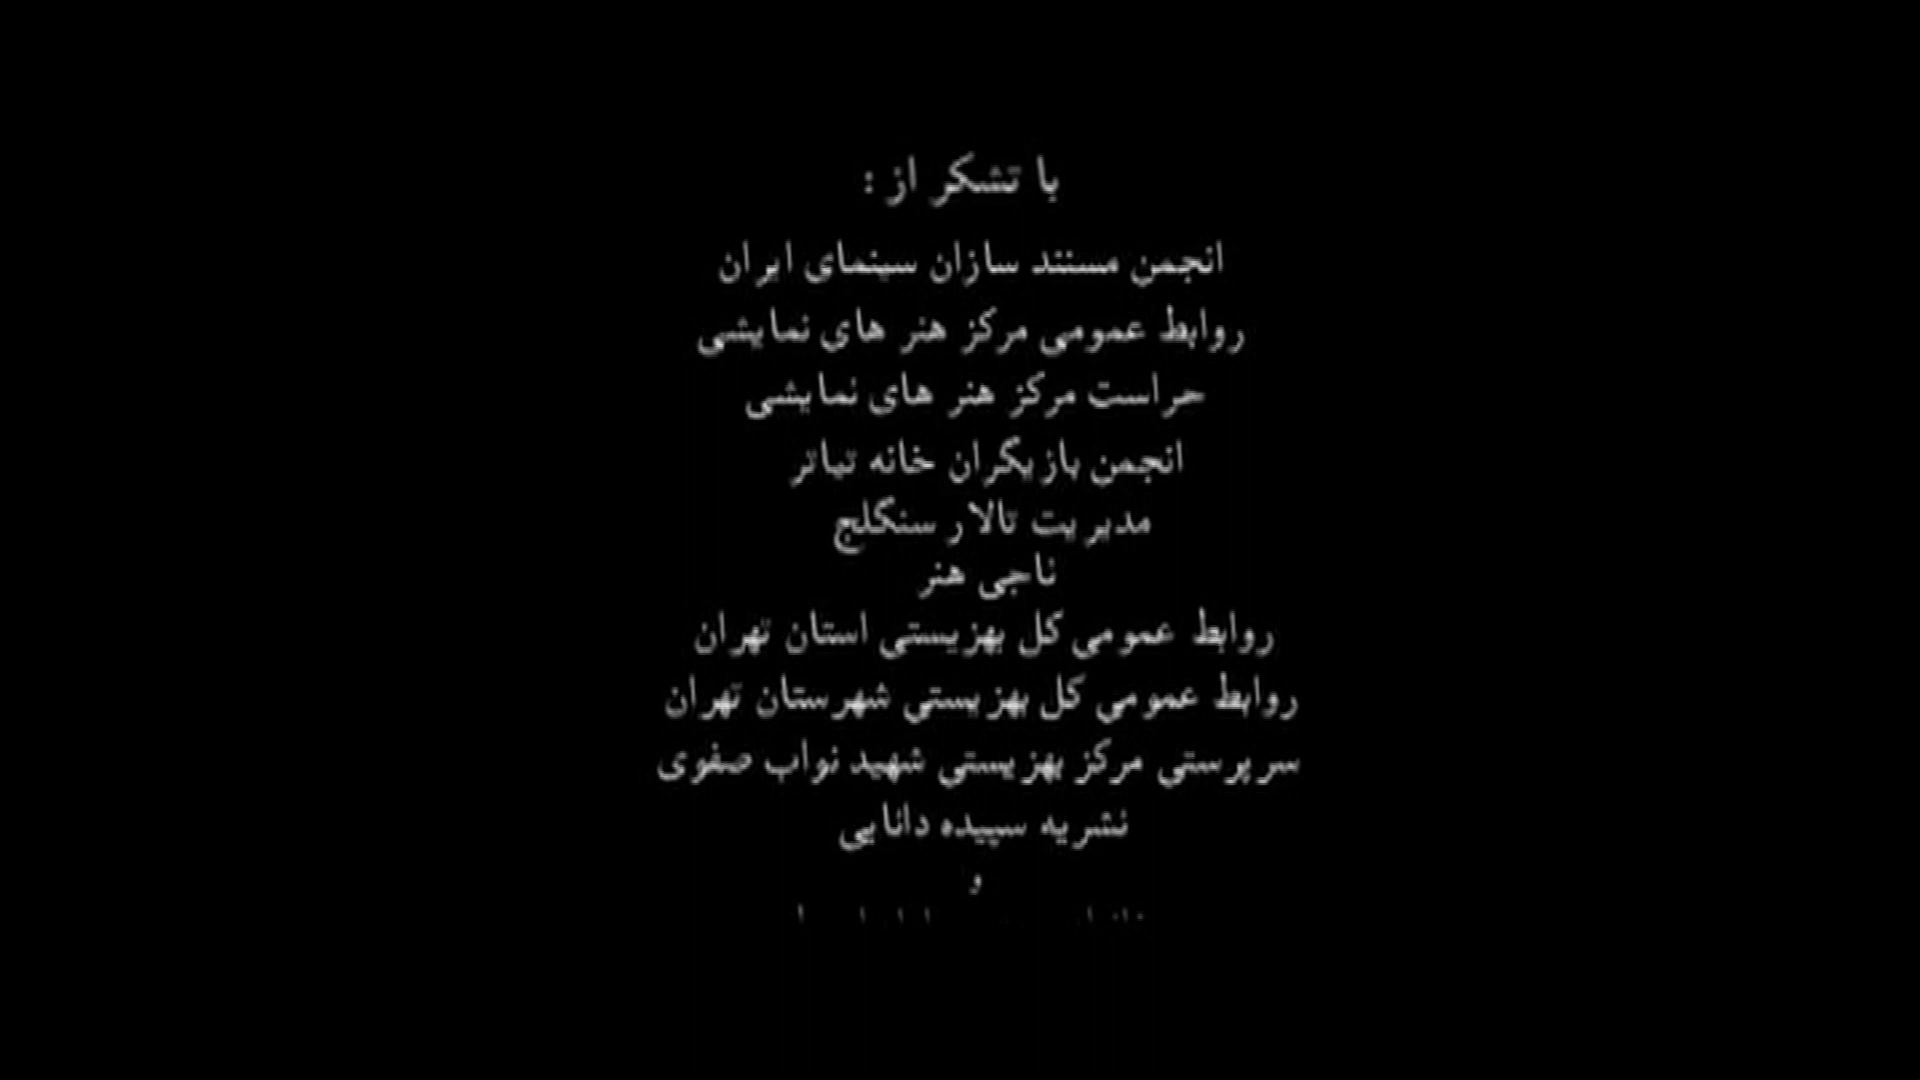 با تشکر از :
انجمن مستند سازان سینمای ایران
روابط عمومی مرکز هنر های نمایشی
حراست مرکز هنر های نمایشی
انجمن بازیگران خانه تیاتر
مدیریت تالار سنگلج
ناجی هنر
روابط عمومی کل بهزیستی استان تهران
روابط عمومی کل بهزیستی شهرستان تهران
سرپرستی مرکز بهزیستی شهید نواب صفوی
نشریه سپیده دانایی
و